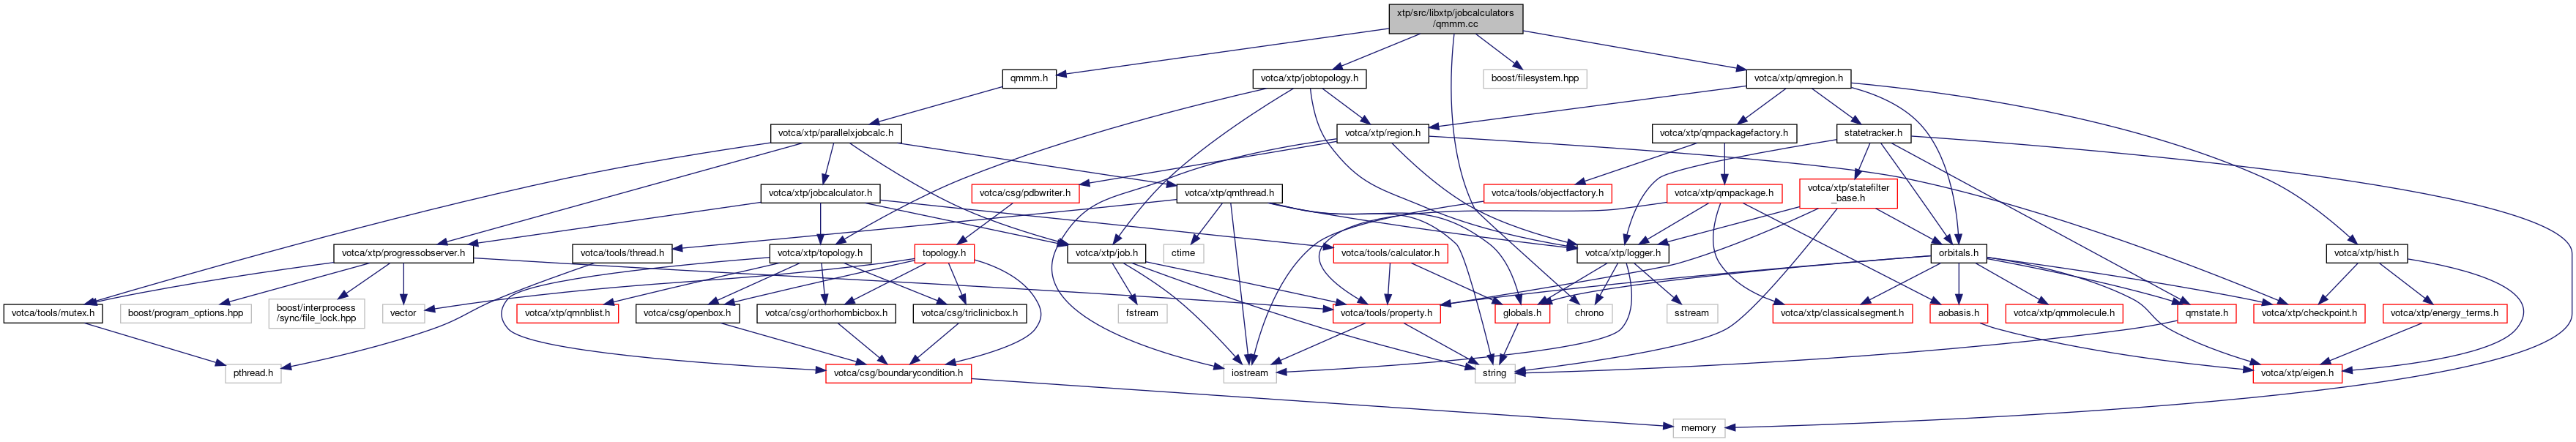 xtp/src/libxtp/jobcalculators
/qmmm.cc
qmmm.h
votca/xtp/jobtopology.h
boost/filesystem.hpp
votca/xtp/qmregion.h
votca/xtp/parallelxjobcalc.h
votca/xtp/region.h
votca/xtp/qmpackagefactory.h
statetracker.h
votca/xtp/jobcalculator.h
votca/csg/pdbwriter.h
votca/xtp/qmthread.h
votca/tools/objectfactory.h
votca/xtp/qmpackage.h
votca/xtp/statefilter
_base.h
votca/xtp/progressobserver.h
votca/tools/thread.h
votca/xtp/topology.h
topology.h
votca/xtp/job.h
ctime
votca/tools/calculator.h
votca/xtp/logger.h
orbitals.h
votca/xtp/hist.h
votca/tools/mutex.h
boost/program_options.hpp
boost/interprocess
/sync/file_lock.hpp
vector
votca/xtp/qmnblist.h
votca/csg/openbox.h
votca/csg/orthorhombicbox.h
votca/csg/triclinicbox.h
fstream
votca/tools/property.h
globals.h
chrono
sstream
votca/xtp/classicalsegment.h
aobasis.h
votca/xtp/qmmolecule.h
qmstate.h
votca/xtp/checkpoint.h
votca/xtp/energy_terms.h
pthread.h
votca/csg/boundarycondition.h
iostream
string
votca/xtp/eigen.h
memory